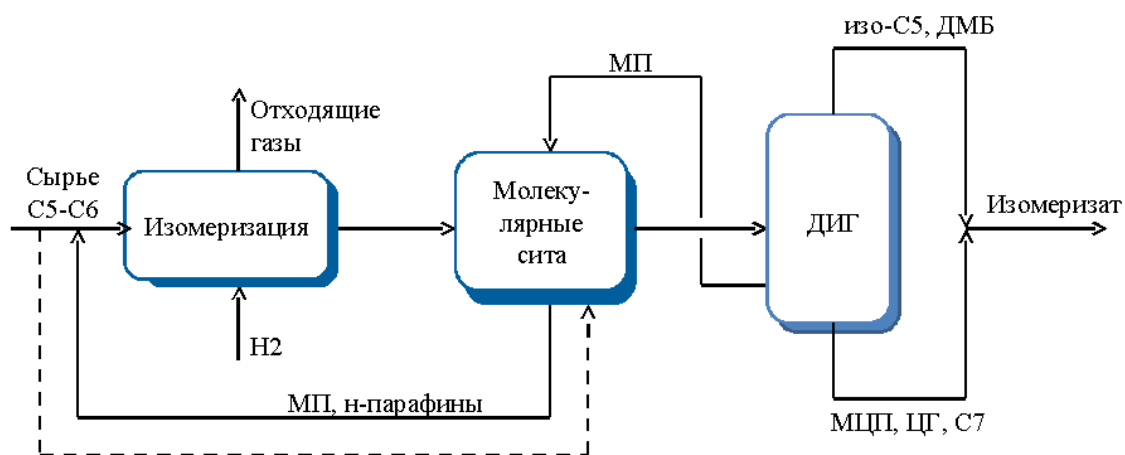 изо-С5, ДМБ
МП
Отходящие
газы
Сырье
С5-С6
Изомеризация
Молеку-
лярные
сита
ДИГ
Изомеризат
Н2
МП, н-парафины
МЦП, ЦГ, С7